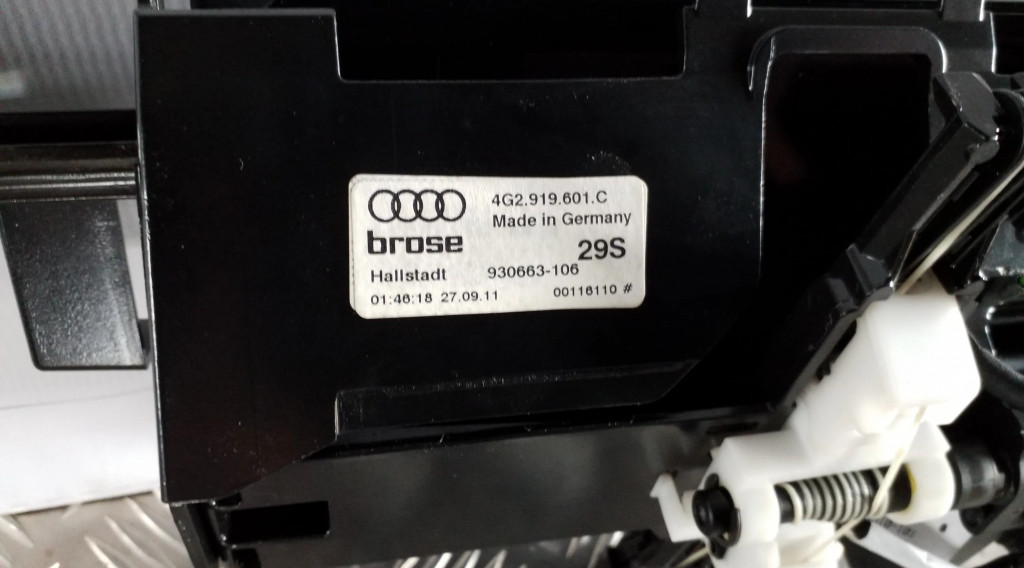 4G2.919.601.C
Made in Germany
brose
29S
Hallstadt 930663-106
01:46:18 27.09.11 00116110 #